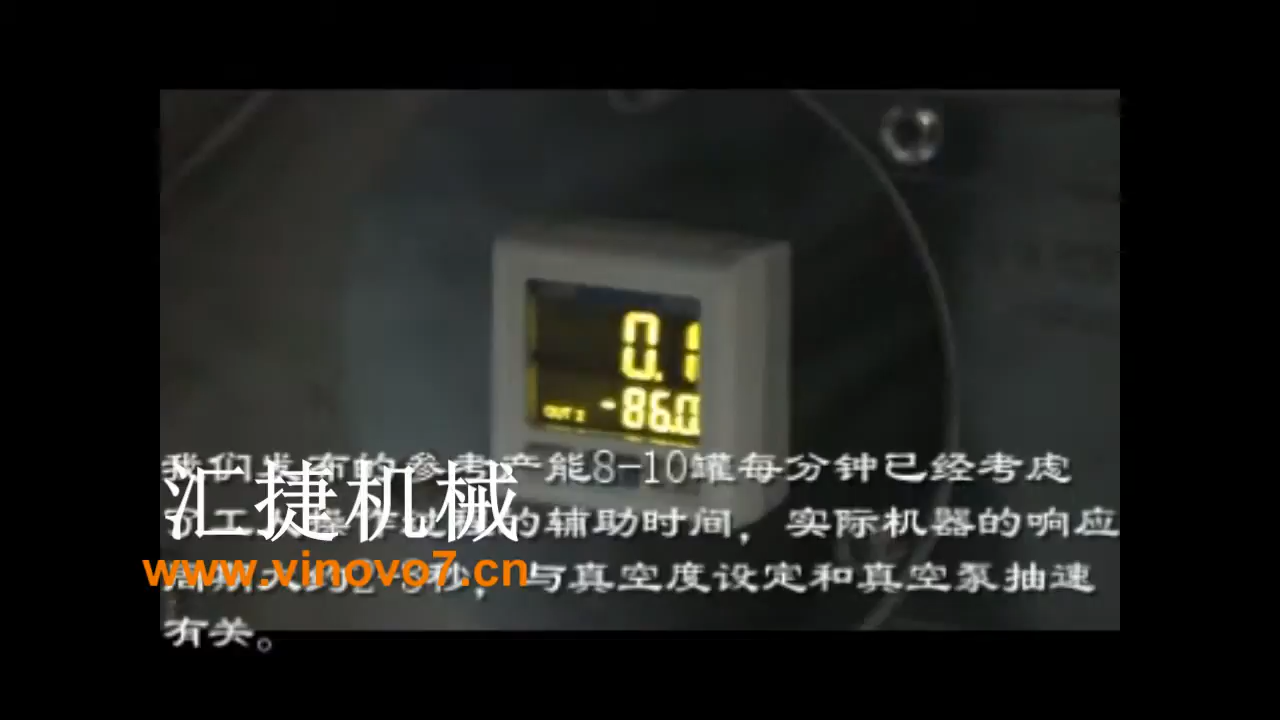 0.1
OUT 2 -86.0
我们发布的参考产能8-10罐每分钟已经考虑
汇捷机械
的辅助时间，实际机器的响应
www.vinovo7.cn
秒，与真空度设定和真空泵抽速
有关。